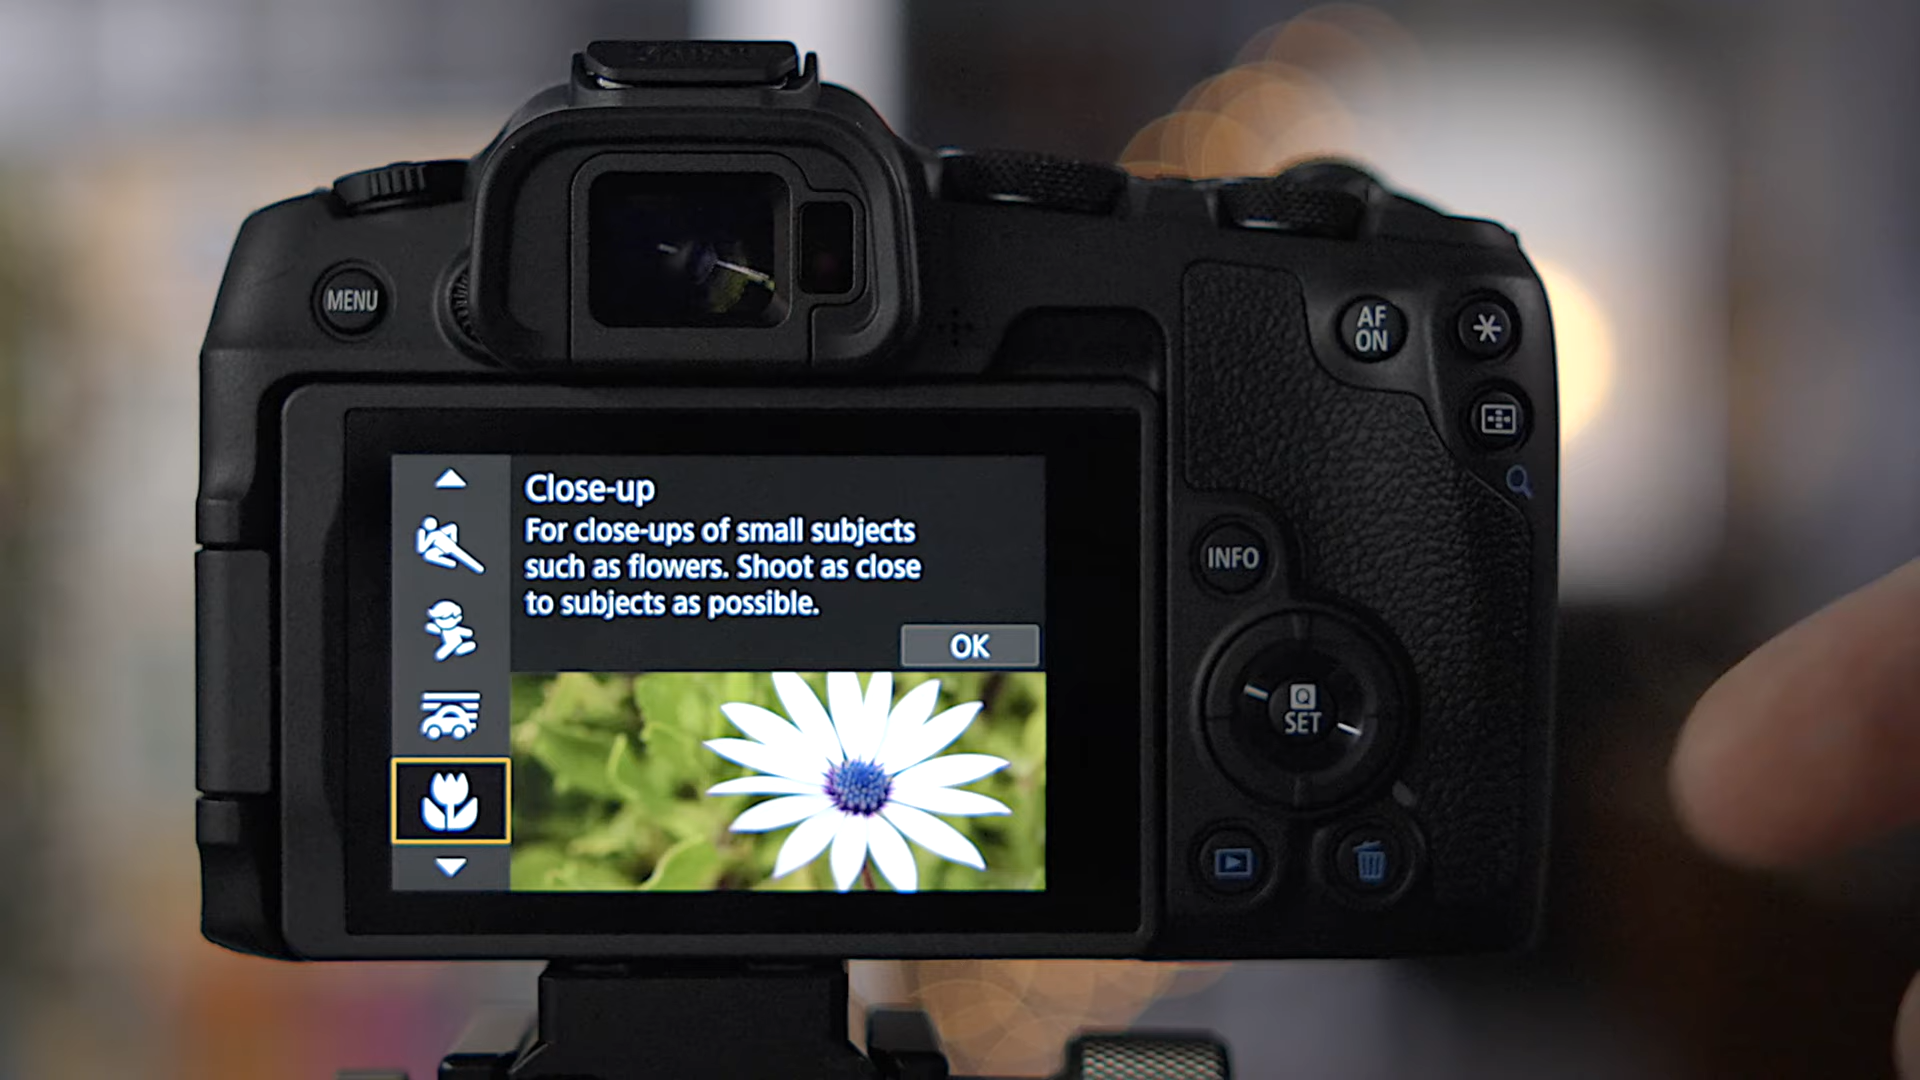 MENU
AF
ON
Close-up
For close-ups of small subjects
such as flowers. Shoot as close
to subjects as possible.
OK
INFO
Q
SET